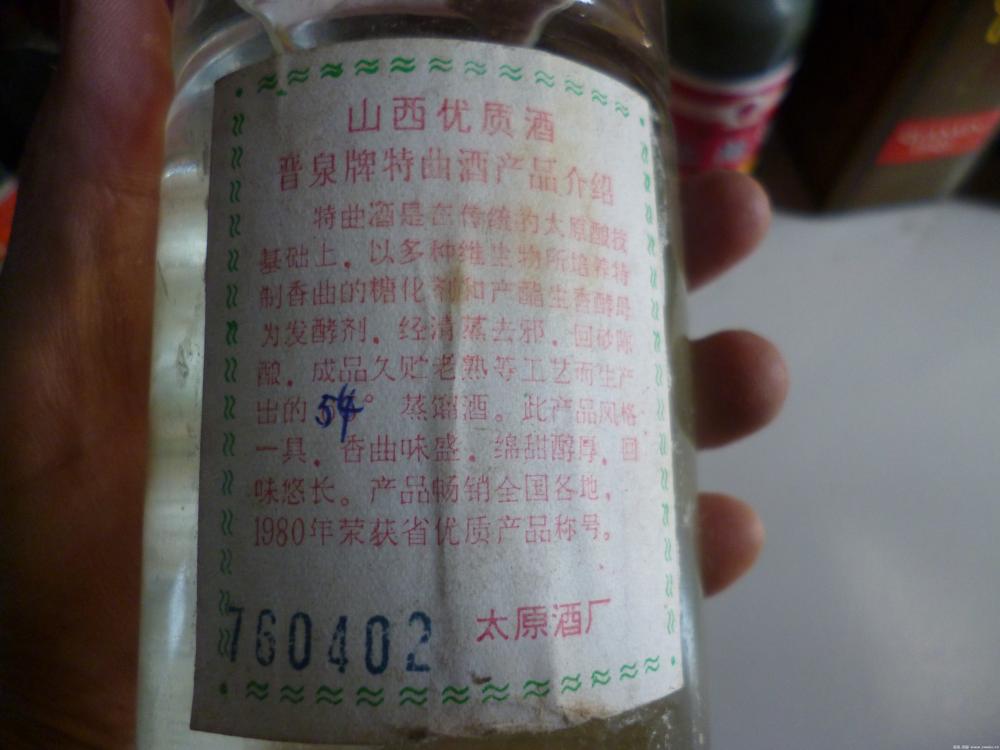 山西优质酒
晋泉牌特曲酒产品介绍
特曲酒是在传统的太原酿技
基础上，以多种维生物所培养特
制香曲的糖化剂和产酯生香酵母
为发酵剂，经清蒸去邪，回砂陈
酿，成品久贮老熟等工艺而生产
出的54° 蒸馏酒。此产品风格
一具，香曲味盛，绵甜醇厚，回
味悠长。产品畅销全国各地，
1980年荣获省优质产品称号。
太原酒厂
760402